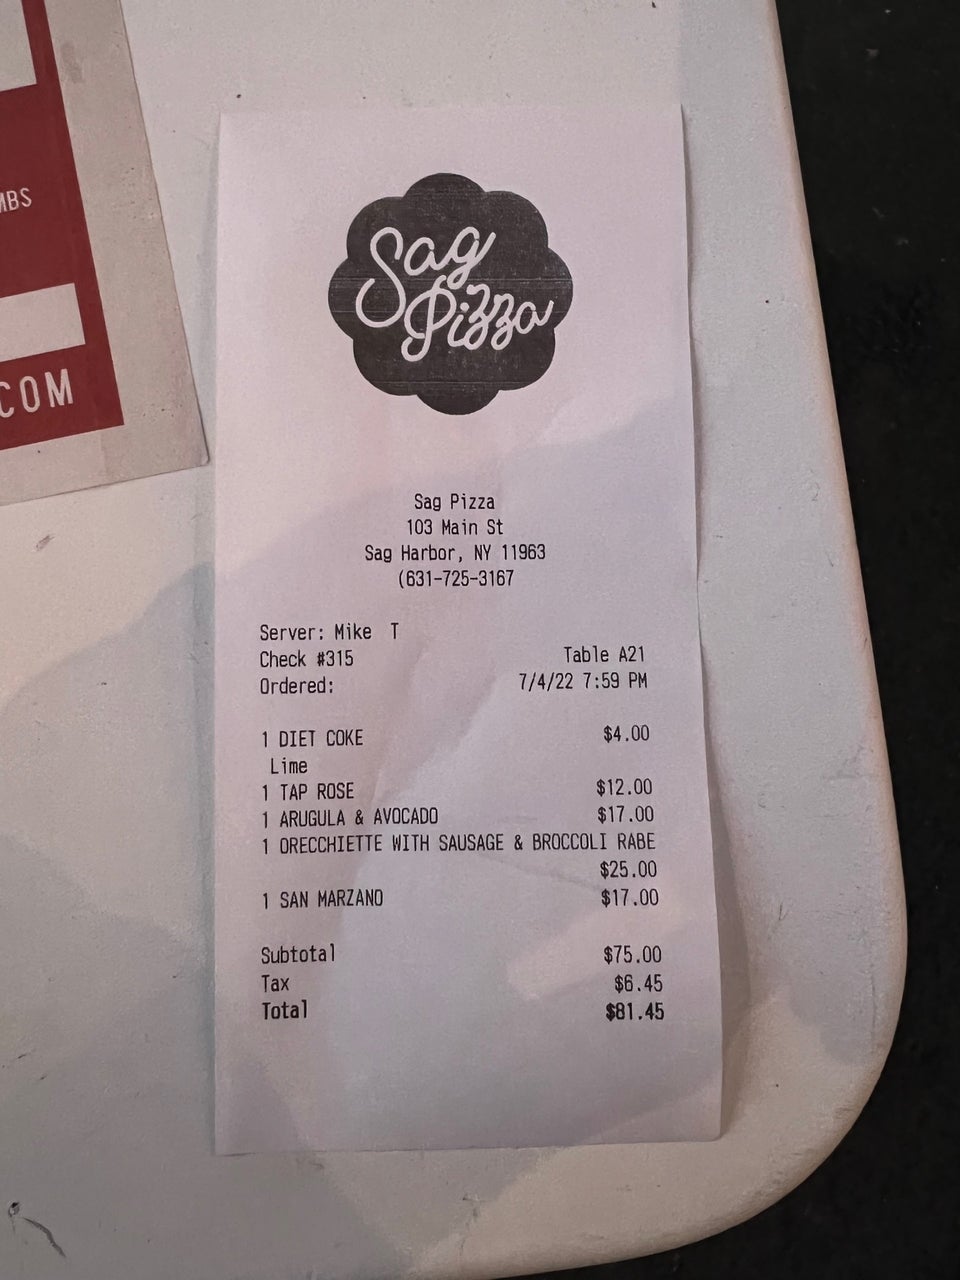 MBS
COM
Sag
Pizza
Sag Pizza
103 Main St
Sag Harbor, NY 11963
(631-725-3167
Server: Mike T
Check #315 Table A21
Ordered: 7/4/22 7:59 PM
1 DIET COKE $4.00
Lime
1 TAP ROSE $12.00
1 ARUGULA & AVOCADO $17.00
1 ORECCHIETTE WITH SAUSAGE & BROCCOLI RABE
$25.00
1 SAN MARZANO $17.00
Subtotal $75.00
Tax $6.45
Total $81.45